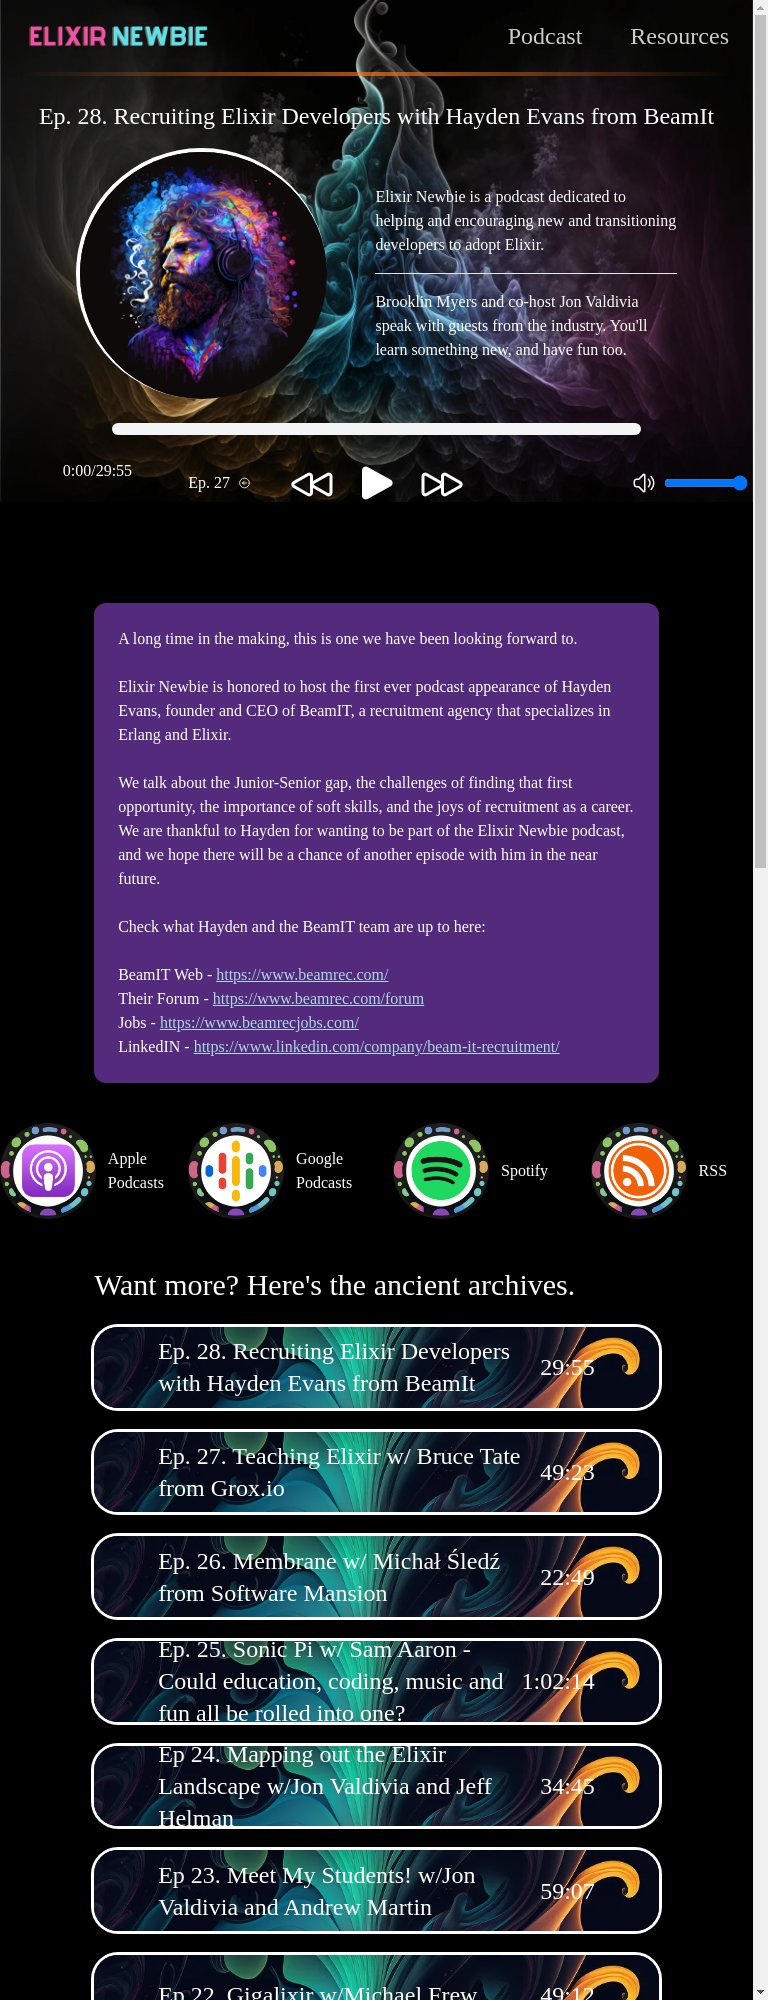 ELIXIR NEWBIE
Podcast
Resources
Ep. 28. Recruiting Elixir Developers with Hayden Evans from BeamIt
Elixir Newbie is a podcast dedicated to
helping and encouraging new and transitioning
developers to adopt Elixir.
Brooklin Myers and co-host Jon Valdivia
speak with guests from the industry. You'll
learn something new, and have fun too.
0:00/29:55
Ep. 27
A long time in the making, this is one we have been looking forward to.
Elixir Newbie is honored to host the first ever podcast appearance of Hayden
Evans, founder and CEO of BeamIT, a recruitment agency that specializes in
Erlang and Elixir.
We talk about the Junior-Senior gap, the challenges of finding that first
opportunity, the importance of soft skills, and the joys of recruitment as a career.
We are thankful to Hayden for wanting to be part of the Elixir Newbie podcast,
and we hope there will be a chance of another episode with him in the near
future.
Check what Hayden and the BeamIT team are up to here:
BeamIT Web - https://www.beamrec.com/
Their Forum - https://www.beamrec.com/forum
Jobs - https://www.beamrecjobs.com/
LinkedIN - https://www.linkedin.com/company/beam-it-recruitment/
Apple
Podcasts
Google
Podcasts
Spotify
RSS
Want more? Here's the ancient archives.
Ep. 28. Recruiting Elixir Developers
with Hayden Evans from BeamIt
29:55
Ep. 27. Teaching Elixir w/ Bruce Tate
from Grox.io
49:23
Ep. 26. Membrane w/ Michał Śledź
from Software Mansion
22:49
Ep. 25. Sonic Pi w/ Sam Aaron -
Could education, coding, music and
fun all be rolled into one?
1:02:14
Ep 24. Mapping out the Elixir
Landscape w/Jon Valdivia and Jeff
Helman
34:45
Ep 23. Meet My Students! w/Jon
Valdivia and Andrew Martin
59:07
Ep 22. Gigalixir w/Michael Frew
49:12